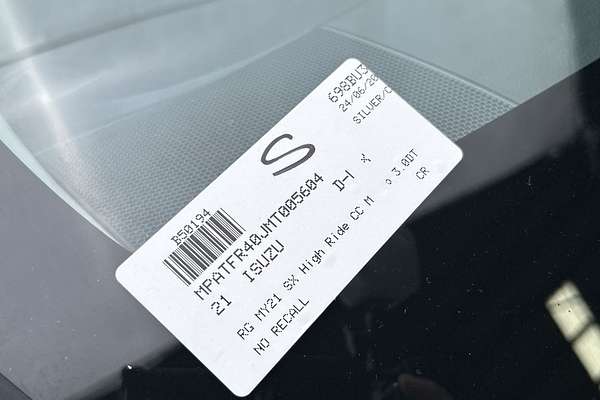 698BU3
24/06/20
SILVER/C
S
B50194
MPATFR40JMT005604
21 ISUZU D-
RG MY21 SX High Ride CC M 3.0DT
NO RECALL CR